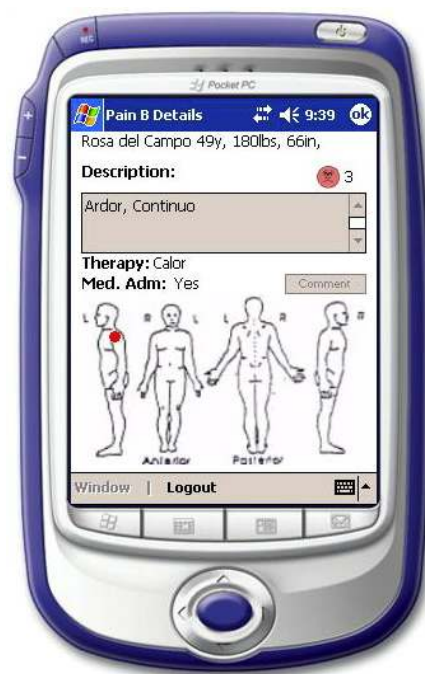 REC
Pocket PC
Pain B Details 9:39 ok
Rosa del Campo 49y, 180lbs, 66in,
Description: 3
Ardor, Continuo
Therapy: Calor
Med. Adm: Yes Comment
L R L L R R
Anterior Posterior
Window | Logout